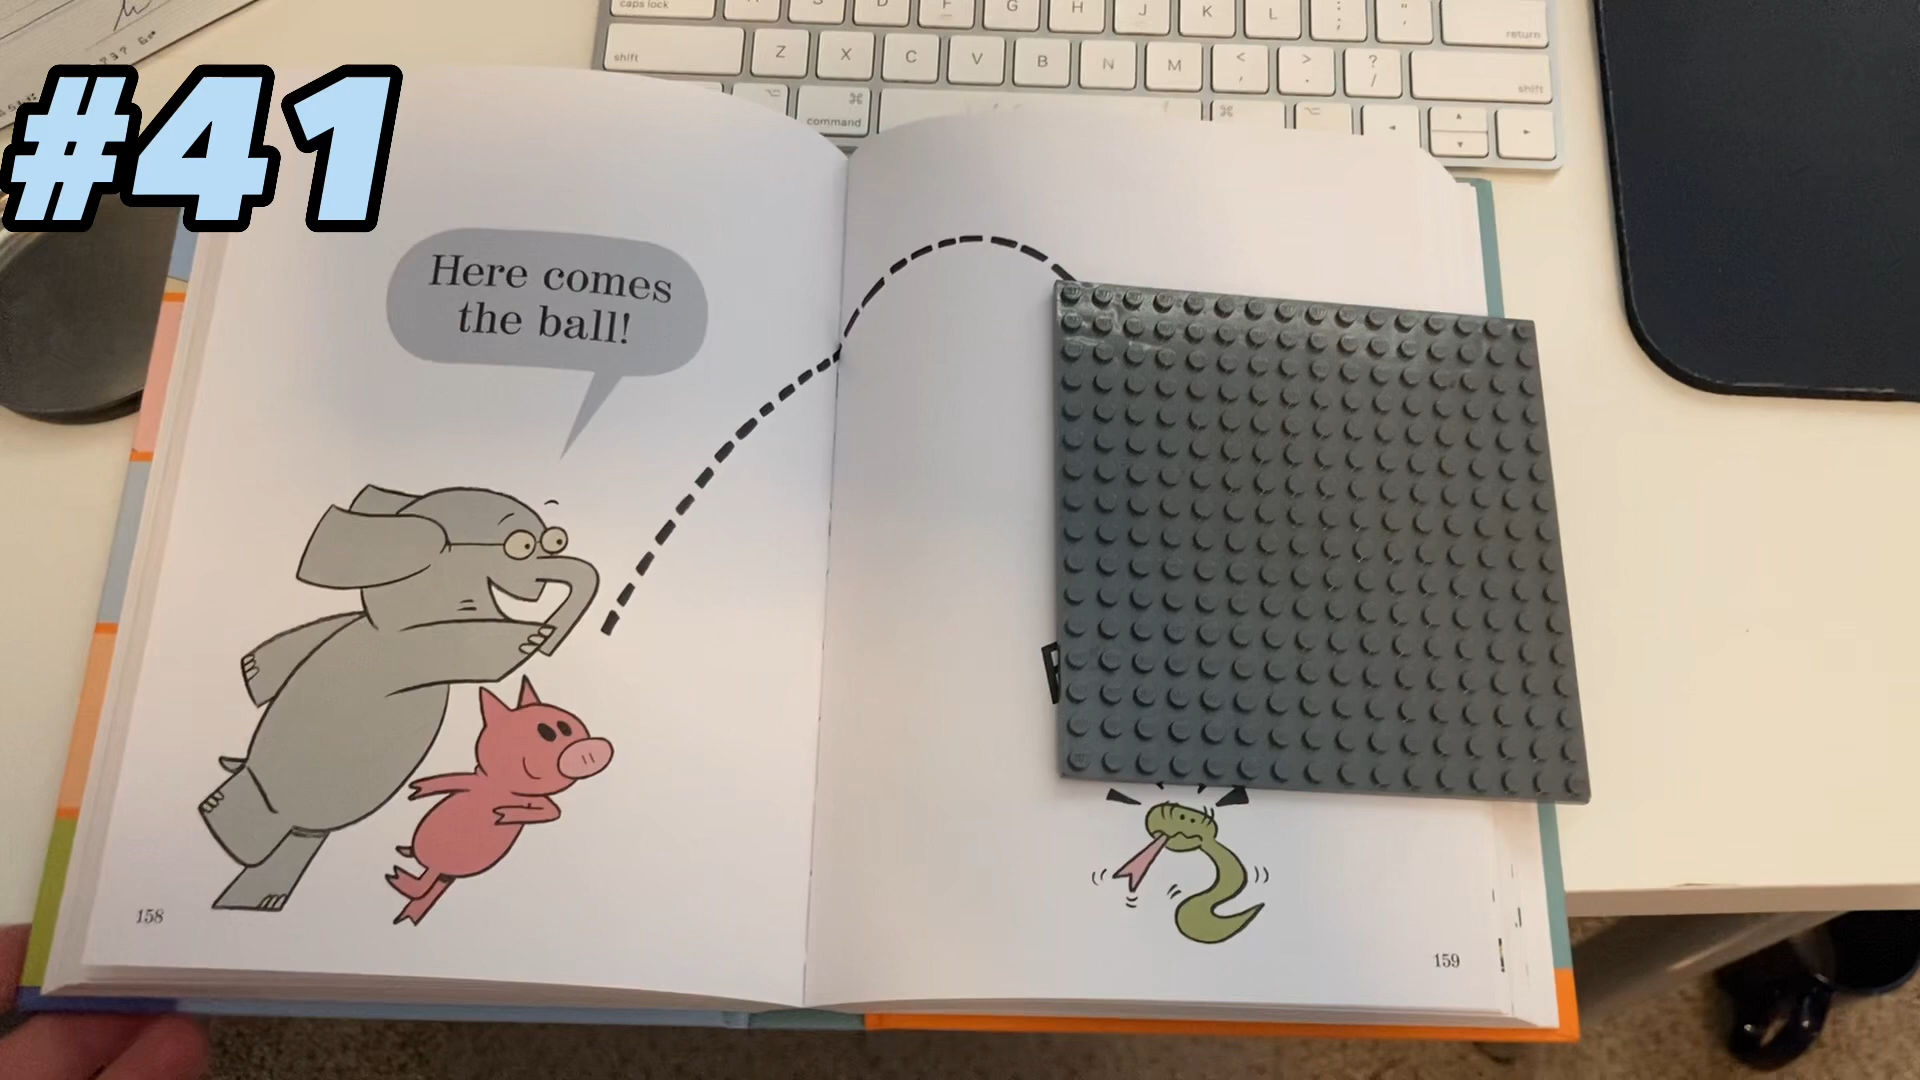 #41
caps lock A S D F G H J K L : ; " ' return
shift Z X C V B N M < , > . ? / shift
⌥ ⌘ command ⌘ ⌥
Here comes
the ball!
158
159